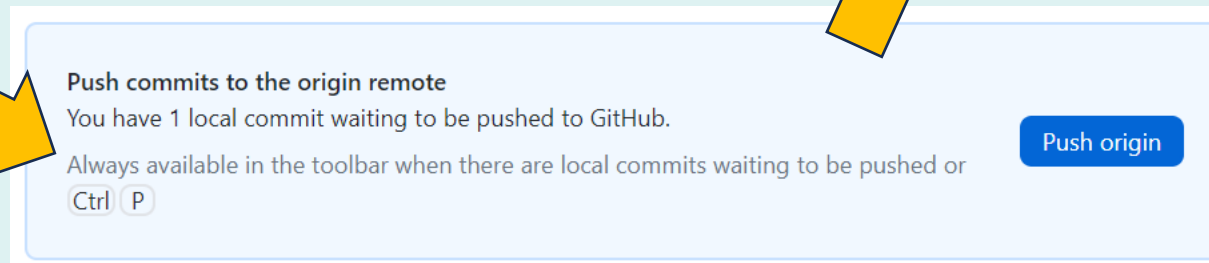 Push commits to the origin remote
You have 1 local commit waiting to be pushed to GitHub.
Always available in the toolbar when there are local commits waiting to be pushed or
Ctrl P
Push origin